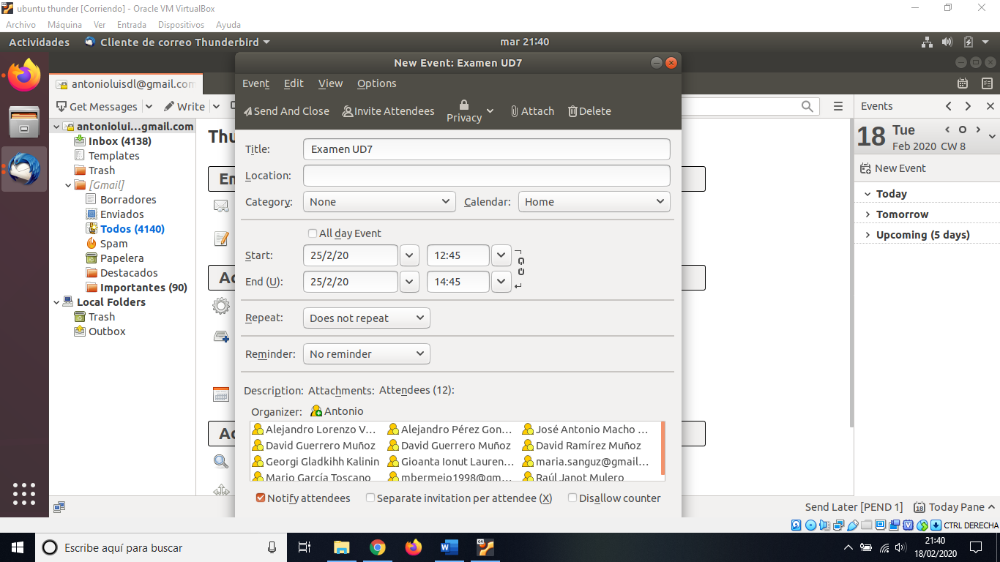 ubuntu thunder [Corriendo] - Oracle VM VirtualBox
Archivo Máquina Ver Entrada Dispositivos Ayuda
Actividades Cliente de correo Thunderbird mar 21:40
New Event: Examen UD7
antonioluisdl@gmail.com
Event Edit View Options
Get Messages Write
Send And Close Invite Attendees Privacy Attach Delete
Events
antoniolui...gmail.com
Inbox (4138)
Templates
Trash
[Gmail]
Borradores
Enviados
Todos (4140)
Spam
Papelera
Destacados
Importantes (90)
Local Folders
Trash
Outbox
Thu
Em
Ac
Ac
Title: Examen UD7
Location:
Category: None Calendar: Home
All day Event
Start: 25/2/20 12:45
End (U): 25/2/20 14:45
Repeat: Does not repeat
Reminder: No reminder
Description: Attachments: Attendees (12):
Organizer: Antonio
Alejandro Lorenzo V... Alejandro Pérez Gon... José Antonio Macho ...
David Guerrero Muñoz David Guerrero Muñoz David Ramírez Muñoz
Georgi Gladkihh Kalinin Gioanta Ionut Lauren... maria.sanguz@gmail...
Mario García Toscano mbermejo1998@gm... Raúl Janot Mulero
Notify attendees Separate invitation per attendee (X) Disallow counter
18 Tue
Feb 2020 CW 8
New Event
Today
Tomorrow
Upcoming (5 days)
Send Later [PEND 1] 18 Today Pane
CTRL DERECHA
Escribe aquí para buscar
21:40
18/02/2020